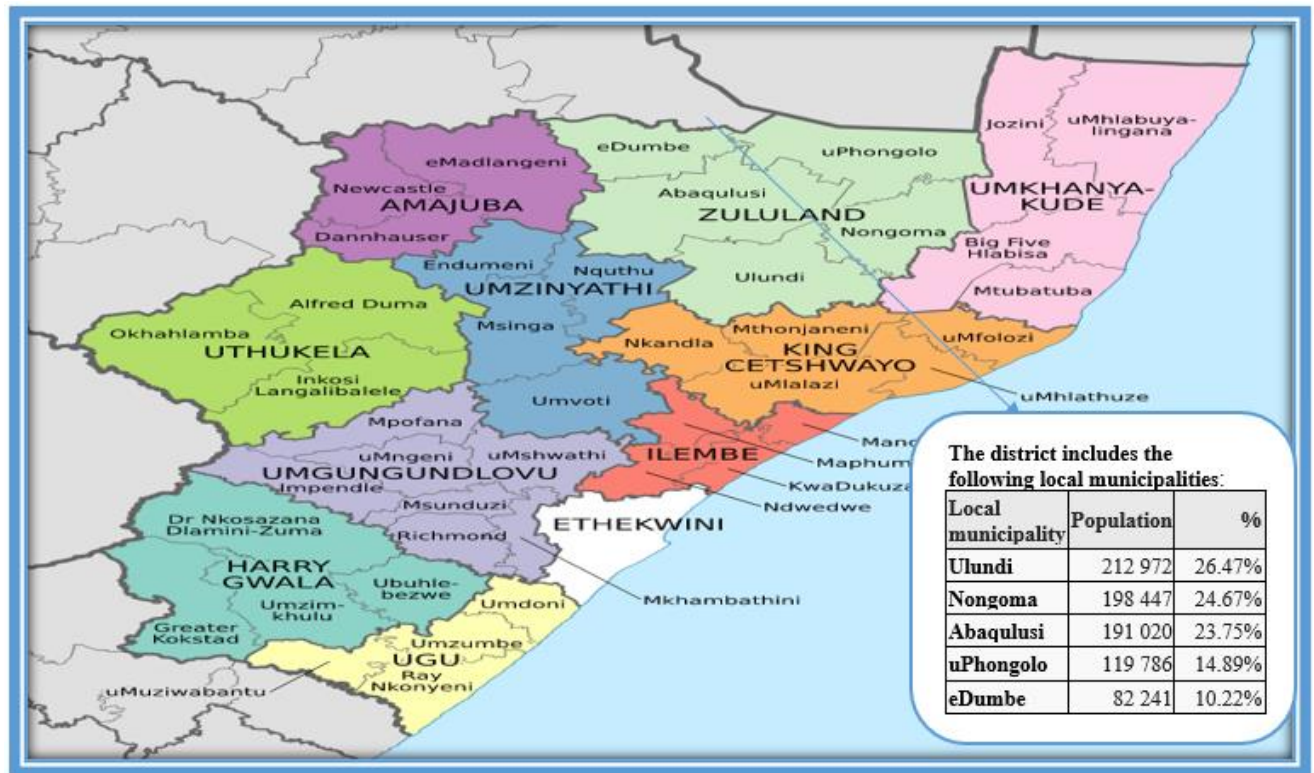 Jozini
uMhlabuya-
lingana
eDumbe
uPhongolo
eMadlangeni
Newcastle
AMAJUBA
Abaqulusi
ZULULAND
UMKHANYA-
KUDE
Dannhauser
Nongoma
Big Five
Hlabisa
Endumeni
Nquthu
Ulundi
UMZINYATHI
Mtubatuba
Alfred Duma
Okhahlamba
UTHUKELA
Msinga
Mthonjaneni
Nkandla
KING
CETSHWAYO
uMfolozi
uMlalazi
Inkosi
Langalibalele
Umvoti
uMhlathuze
Mpofana
uMngeni
uMshwathi
ILEMBE
UMGUNGUNDLOVU
Impendle
KwaDukuza
Ndwedwe
Msunduzi
ETHEKWINI
Dr Nkosazana
Dlamini-Zuma
Richmond
HARRY
GWALA
Ubuhle-
bezwe
Umzim-
khulu
Mkhambathini
Umdoni
Greater
Kokstad
Umzumbe
UGU
Ray
Nkonyeni
uMuziwabantu
The district includes the
following local municipalities:
Local
municipality Population %
Ulundi 212 972 26.47%
Nongoma 198 447 24.67%
Abaqulusi 191 020 23.75%
uPhongolo 119 786 14.89%
eDumbe 82 241 10.22%